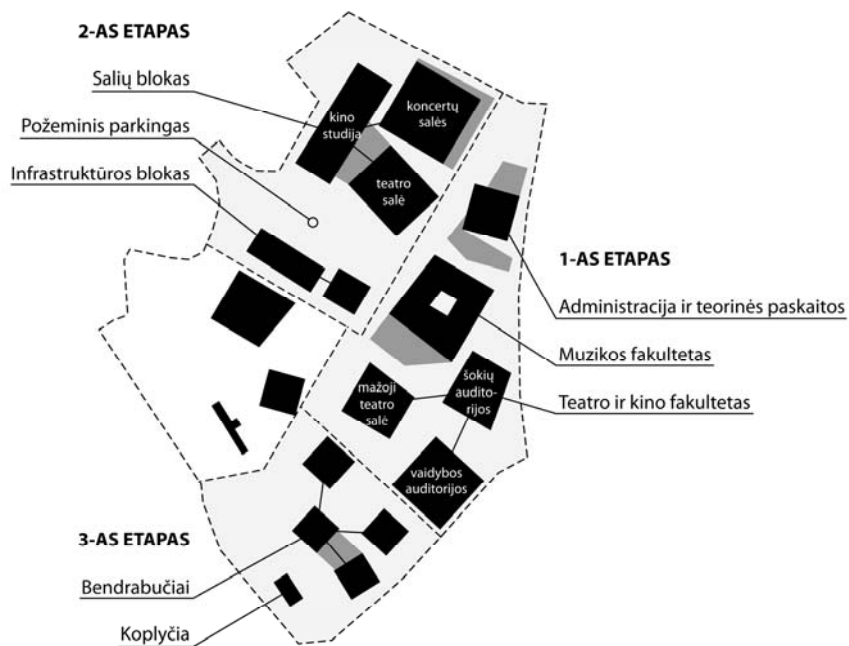 2-AS ETAPAS
Salių blokas
Požeminis parkingas
Infrastruktūros blokas
kino
studija
koncertų
salės
teatro
salė
1-AS ETAPAS
Administracija ir teorinės paskaitos
Muzikos fakultetas
Teatro ir kino fakultetas
mažoji
teatro
salė
šokių
audito-
rijos
vaidybos
auditorijos
3-AS ETAPAS
Bendrabučiai
Koplyčia